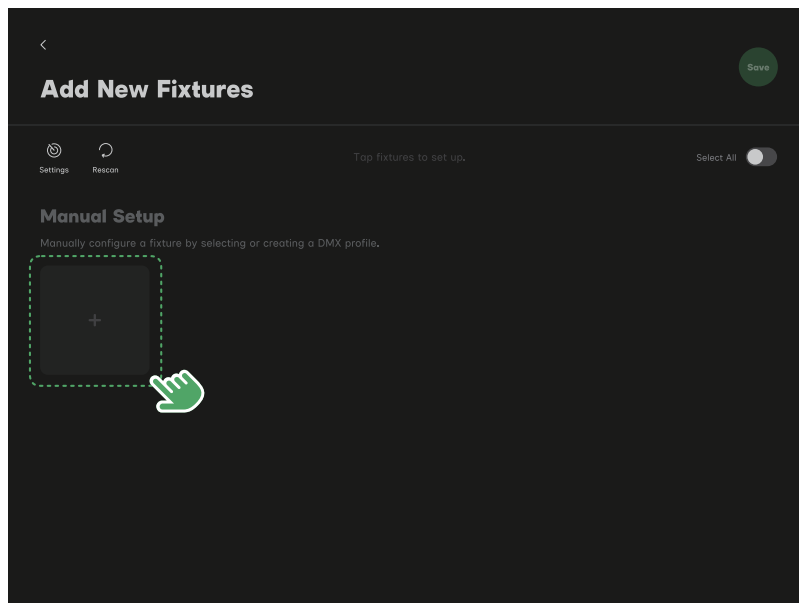 Add New Fixtures
Save
Settings
Rescan
Tap fixtures to set up.
Select All
Manual Setup
Manually configure a fixture by selecting or creating a DMX profile.